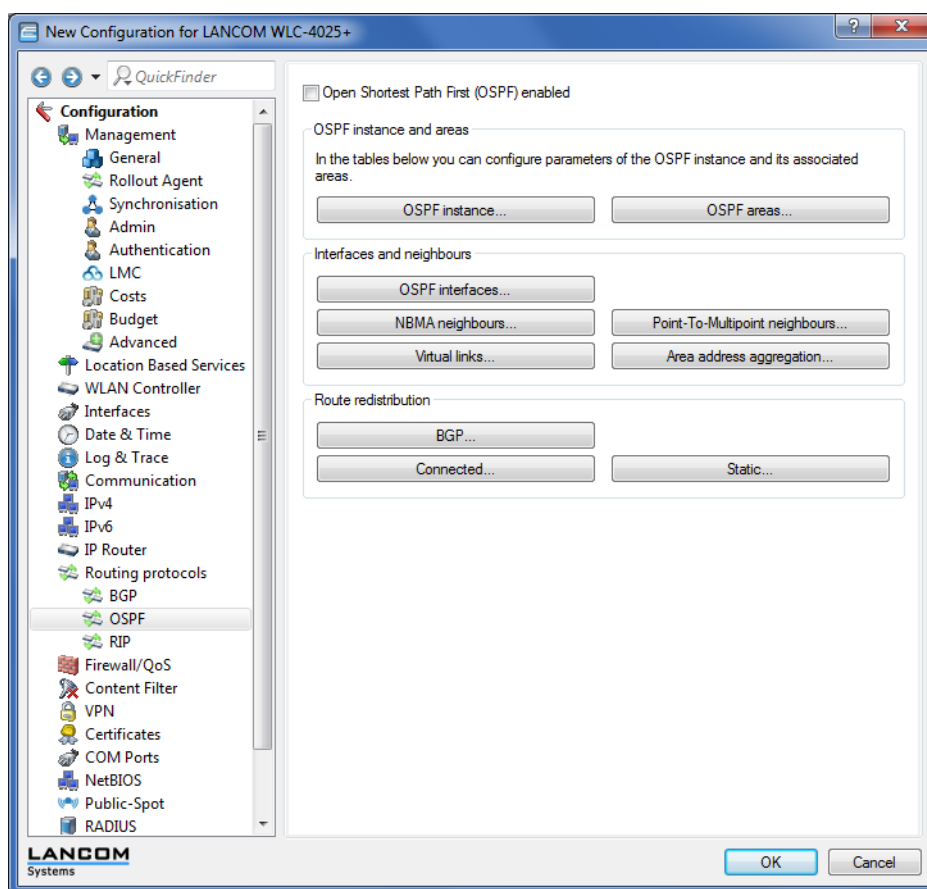 New Configuration for LANCOM WLC-4025+
QuickFinder
Configuration
Management
General
Rollout Agent
Synchronisation
Admin
Authentication
LMC
Costs
Budget
Advanced
Location Based Services
WLAN Controller
Interfaces
Date & Time
Log & Trace
Communication
IPv4
IPv6
IP Router
Routing protocols
BGP
OSPF
RIP
Firewall/QoS
Content Filter
VPN
Certificates
COM Ports
NetBIOS
Public-Spot
RADIUS
Open Shortest Path First (OSPF) enabled
OSPF instance and areas
In the tables below you can configure parameters of the OSPF instance and its associated
areas.
OSPF instance... OSPF areas...
Interfaces and neighbours
OSPF interfaces...
NBMA neighbours... Point-To-Multipoint neighbours...
Virtual links... Area address aggregation...
Route redistribution
BGP...
Connected... Static...
LANCOM
Systems
OK Cancel